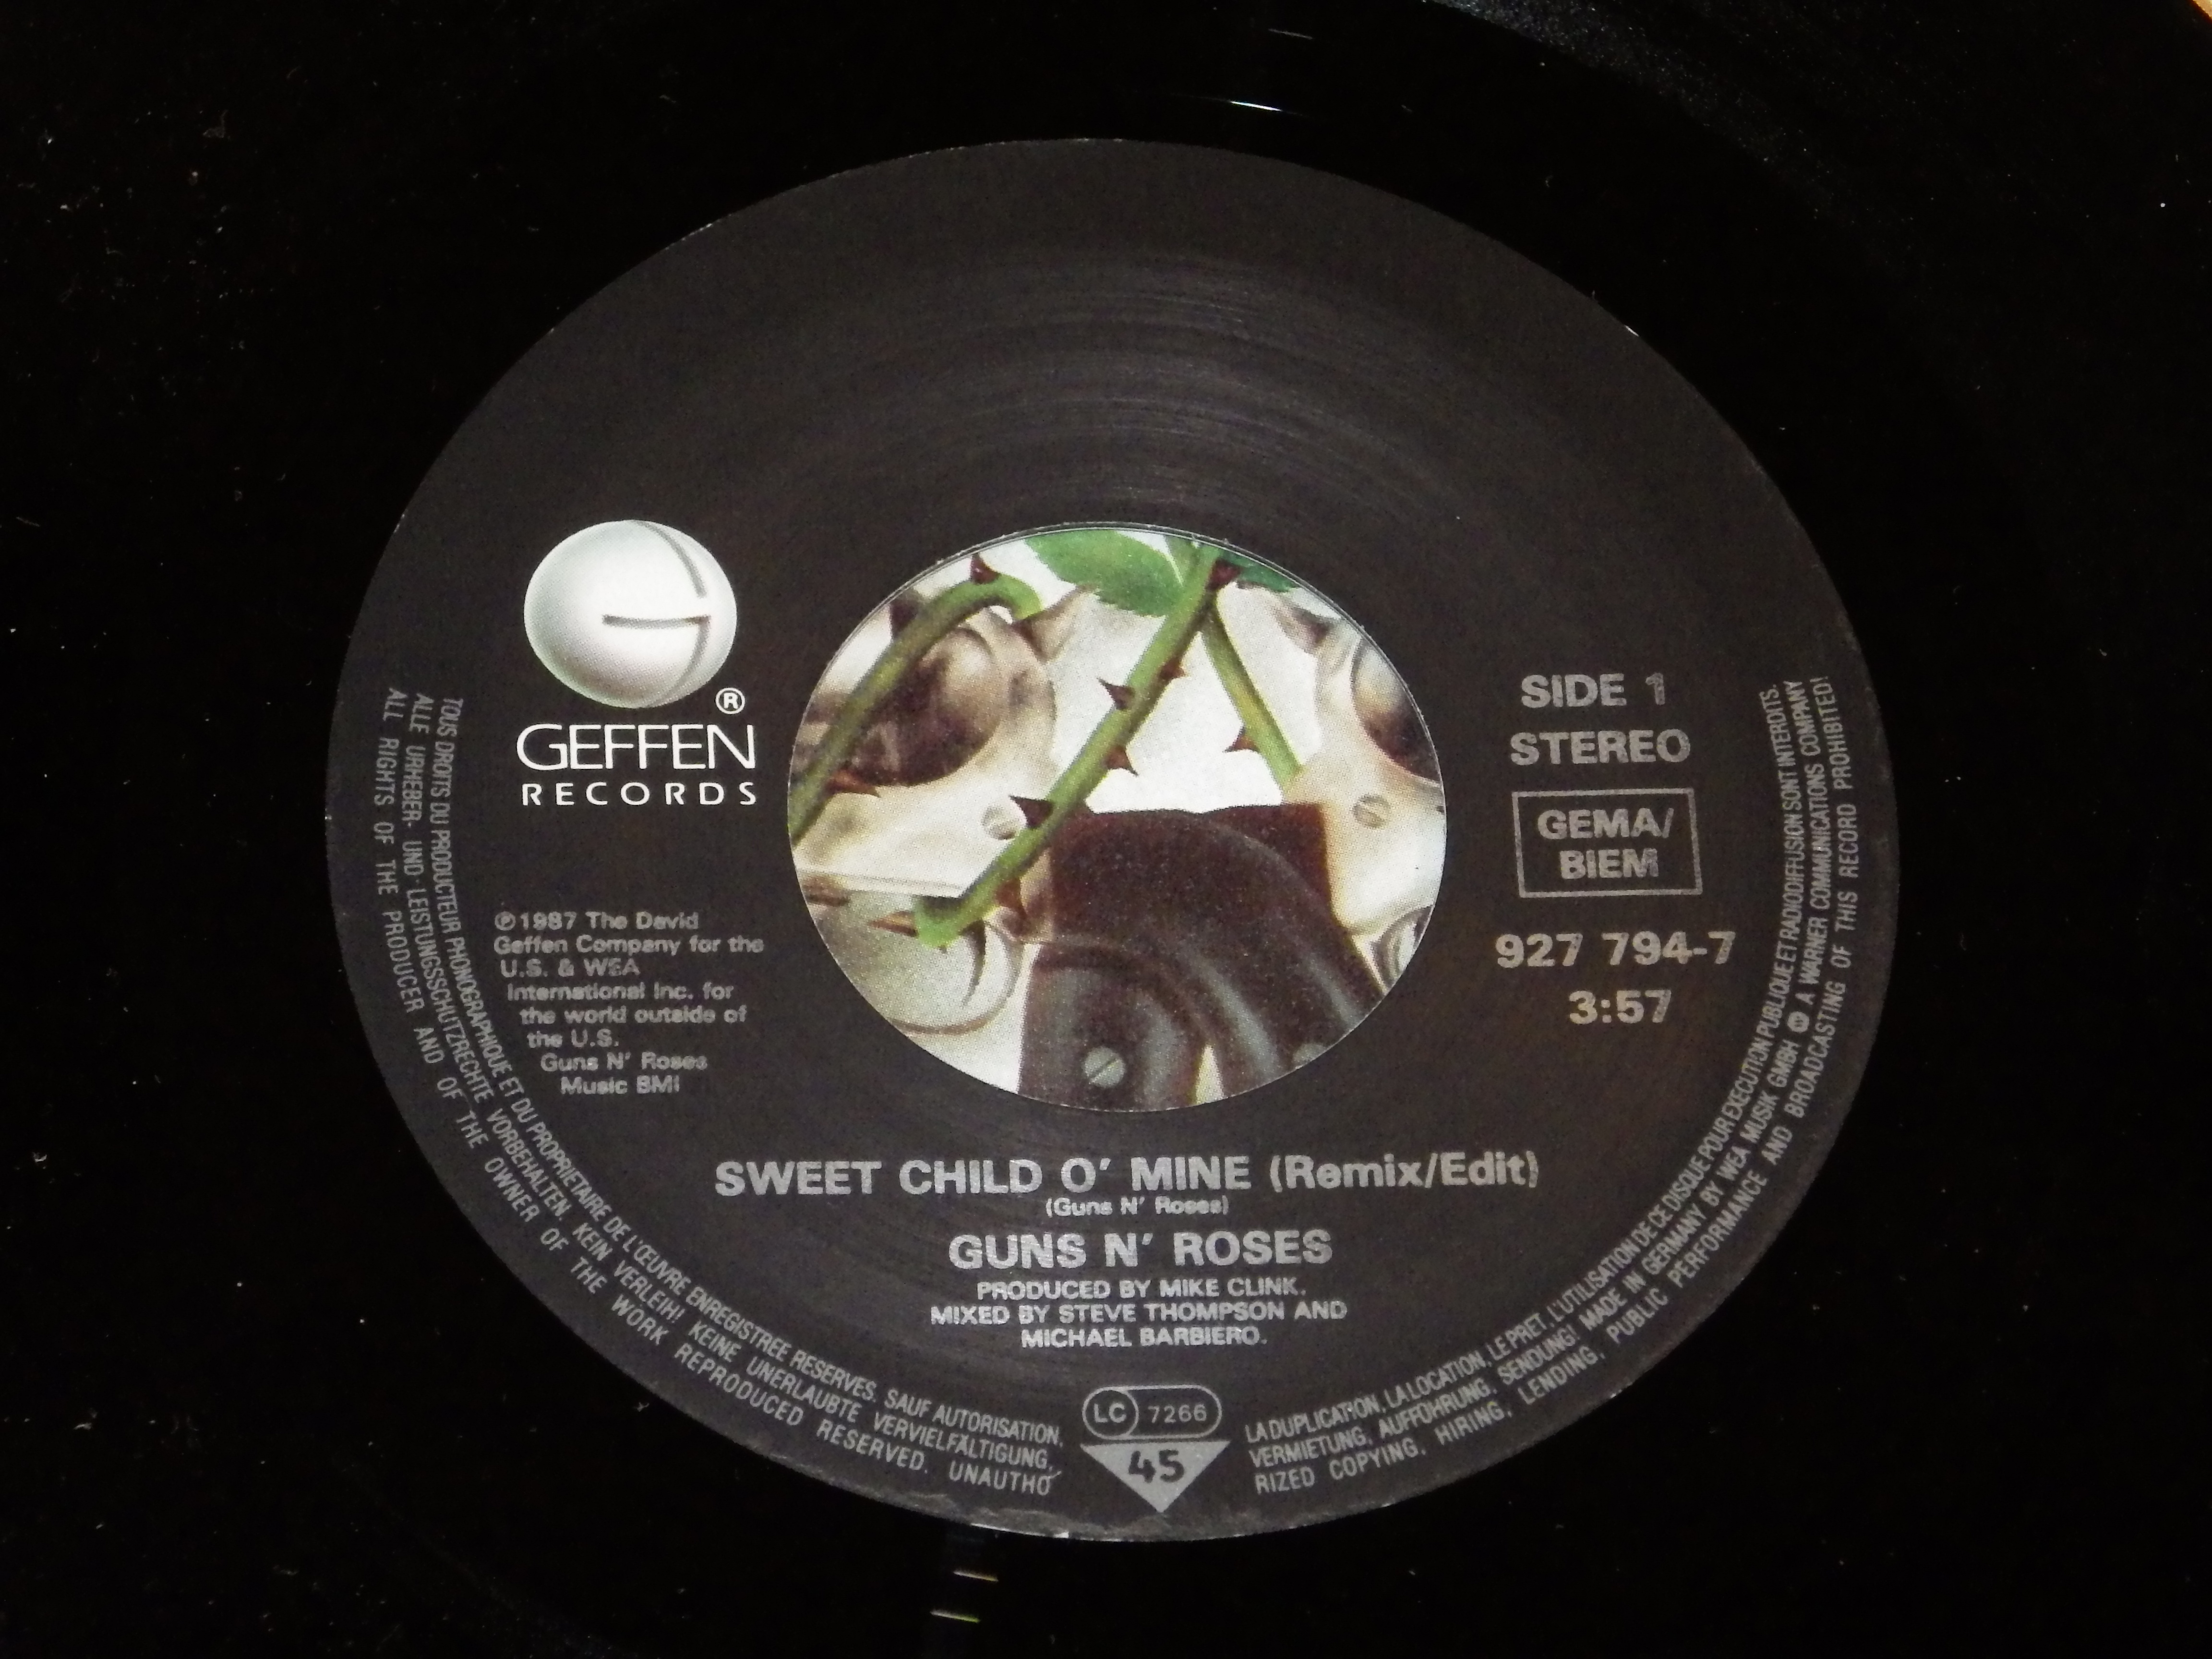 ®
GEFFEN
RECORDS
℗1987 The David
Geffen Company for the
U.S. & WEA
International Inc. for
the world outside of
the U.S.
Guns N' Roses
Music BMI
SIDE 1
STEREO
GEMA/
BIEM
927 794-7
3:57
SWEET CHILD O' MINE (Remix/Edit)
(Guns N' Roses)
GUNS N' ROSES
PRODUCED BY MIKE CLINK.
MIXED BY STEVE THOMPSON AND
MICHAEL BARBIERO.
LC 7266
45
TOUS DROITS DU PRODUCTEUR PHONOGRAPHIQUE ET DU PROPRIETAIRE DE L'ŒUVRE ENREGISTREE RESERVES. SAUF AUTORISATION, LA DUPLICATION, LA LOCATION, LE PRET, L'UTILISATION DE CE DISQUE POUR EXECUTION PUBLIQUE ET RADIODIFFUSION SONT INTERDITS.
ALLE URHEBER- UND LEISTUNGSSCHUTZRECHTE VORBEHALTEN. KEIN VERLEIH! KEINE UNERLAUBTE VERVIELFÄLTIGUNG, VERMIETUNG, AUFFÜHRUNG, SENDUNG! MADE IN GERMANY BY WEA MUSIK GMBH A WARNER COMMUNICATIONS COMPANY
ALL RIGHTS OF THE PRODUCER AND OF THE OWNER OF THE WORK REPRODUCED RESERVED. UNAUTHORIZED COPYING, HIRING, LENDING, PUBLIC PERFORMANCE AND BROADCASTING OF THIS RECORD PROHIBITED!